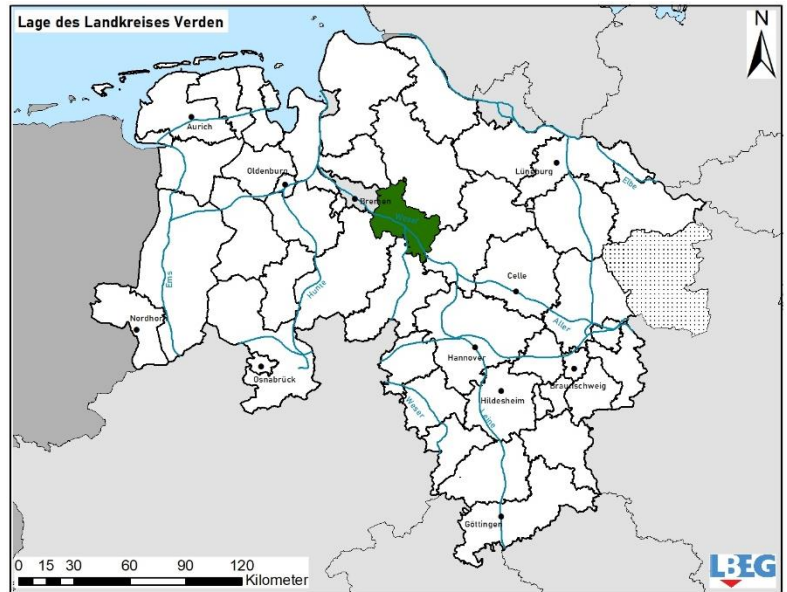 Lage des Landkreises Verden
N
Aurich
Oldenburg
Bremen
Weser
Lüneburg
Elbe
Ems
Hunte
Celle
Aller
Nordhorn
Osnabrück
Hannover
Braunschweig
Hildesheim
Weser
Leine
Göttingen
0 15 30 60 90 120
Kilometer
LBEG